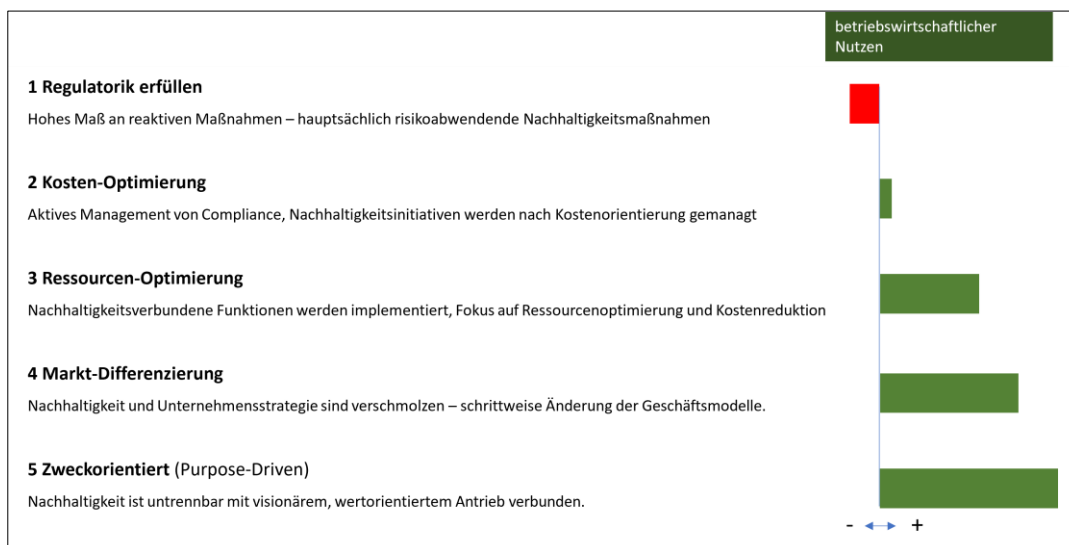 betriebswirtschaftlicher
Nutzen
1 Regulatorik erfüllen
Hohes Maß an reaktiven Maßnahmen – hauptsächlich risikoabwendende Nachhaltigkeitsmaßnahmen
2 Kosten-Optimierung
Aktives Management von Compliance, Nachhaltigkeitsinitiativen werden nach Kostenorientierung gemanagt
3 Ressourcen-Optimierung
Nachhaltigkeitsverbundene Funktionen werden implementiert, Fokus auf Ressourcenoptimierung und Kostenreduktion
4 Markt-Differenzierung
Nachhaltigkeit und Unternehmensstrategie sind verschmolzen – schrittweise Änderung der Geschäftsmodelle.
5 Zweckorientiert (Purpose-Driven)
Nachhaltigkeit ist untrennbar mit visionärem, wertorientiertem Antrieb verbunden.
- +